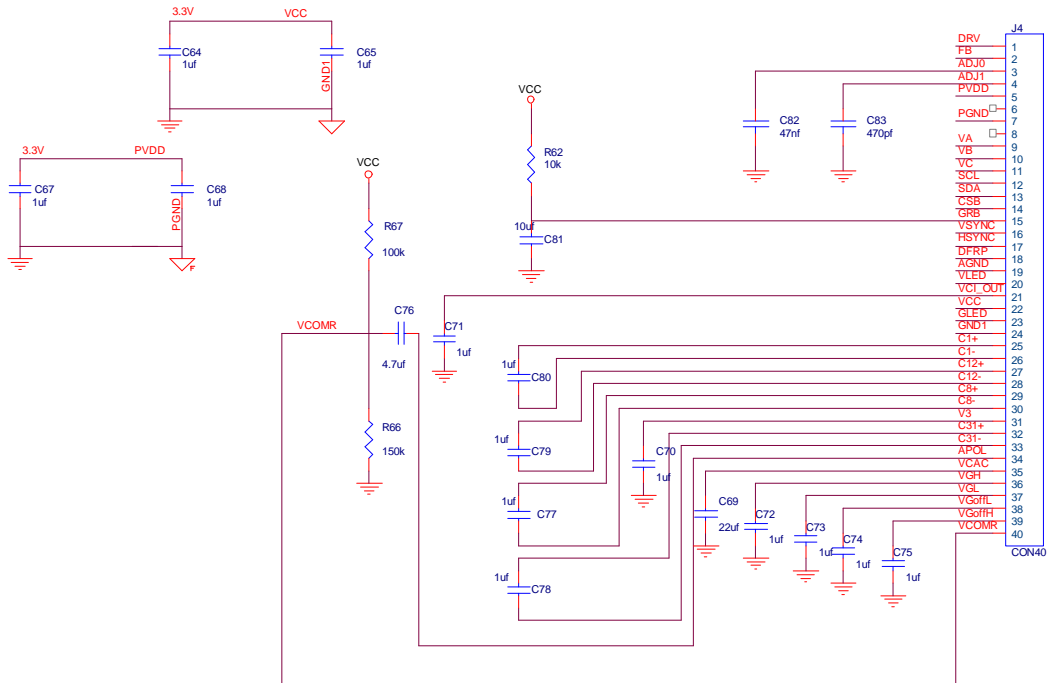 3.3V VCC
C64
1uf
C65
1uf
GND1
3.3V PVDD
C67
1uf
C68
1uf
PGND
F
VCC
R67
100k
VCOMR
C76
4.7uf
R66
150k
C71
1uf
VCC
R62
10k
10uf
C81
C82
47nf
C83
470pf
1uf
C80
1uf
C79
1uf
C77
1uf
C78
C70
1uf
C69
22uf
C72
1uf
C73
1uf
C74
1uf
C75
1uf
J4
DRV 1
FB 2
ADJ0 3
ADJ1 4
PVDD 5
6
PGND 7
8
VA 9
VB 10
VC 11
SCL 12
SDA 13
CSB 14
GRB 15
VSYNC 16
HSYNC 17
DFRP 18
AGND 19
VLED 20
VCI_OUT 21
VCC 22
GLED 23
GND1 24
C1+ 25
C1- 26
C12+ 27
C12- 28
C8+ 29
C8- 30
V3 31
C31+ 32
C31- 33
APOL 34
VCAC 35
VGH 36
VGL 37
VGoffL 38
VGoffH 39
VCOMR 40
CON40